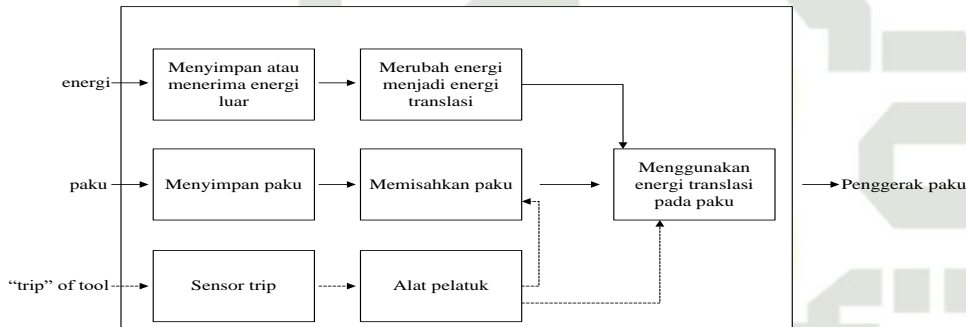 energi
Menyimpan atau
menerima energi
luar
Merubah energi
menjadi energi
translasi
paku
Menyimpan paku
Memisahkan paku
Menggunakan
energi translasi
pada paku
Penggerak paku
“trip” of tool
Sensor trip
Alat pelatuk